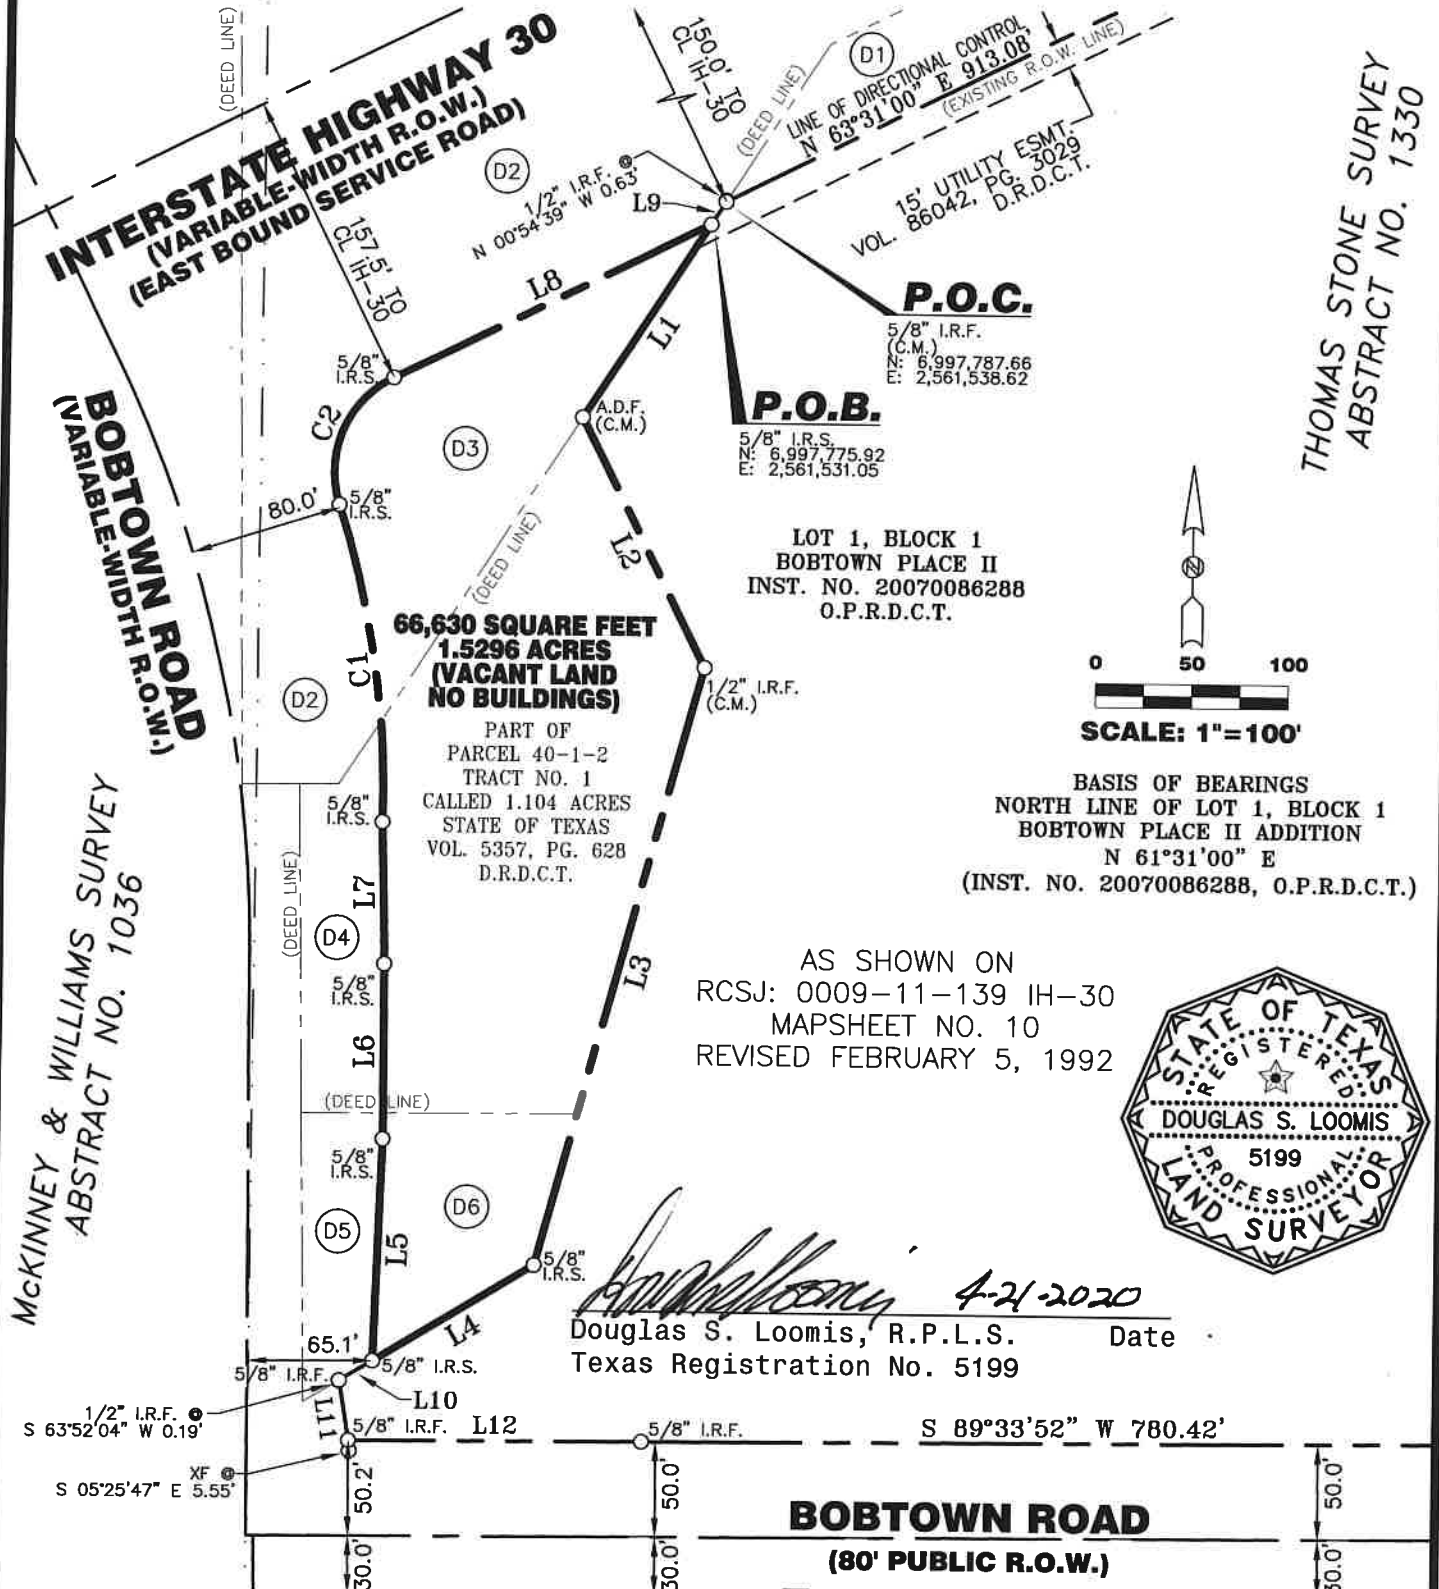 (DEED LINE)
INTERSTATE HIGHWAY 30
(VARIABLE-WIDTH R.O.W.)
(EAST BOUND SERVICE ROAD)
150.0' TO
CL IH-30
D1
(DEED LINE)
LINE OF DIRECTIONAL CONTROL
N 63°31'00" E 913.08'
(EXISTING R.O.W. LINE)
15' UTILITY ESMT.
VOL. 86042, PG. 3029
D.R.D.C.T.
THOMAS STONE SURVEY
ABSTRACT NO. 1330
D2
1/2" I.R.F. @
N 00°54'39" W 0.63'
L9
157.5' TO
CL IH-30
L8
L1
P.O.C.
5/8" I.R.F.
(C.M.)
N: 6,997,787.66
E: 2,561,538.62
5/8"
I.R.S.
P.O.B.
5/8" I.R.S.
N: 6,997,775.92
E: 2,561,531.05
A.D.F.
(C.M.)
C2
D3
BOBTOWN ROAD
(VARIABLE-WIDTH R.O.W.)
80.0'
5/8"
I.R.S.
(DEED LINE)
L2
LOT 1, BLOCK 1
BOBTOWN PLACE II
INST. NO. 20070086288
O.P.R.D.C.T.
N
66,630 SQUARE FEET
1.5296 ACRES
(VACANT LAND
NO BUILDINGS)
C1
D2
1/2" I.R.F.
(C.M.)
0 50 100
SCALE: 1"=100'
PART OF
PARCEL 40-1-2
TRACT NO. 1
CALLED 1.104 ACRES
STATE OF TEXAS
VOL. 5357, PG. 628
D.R.D.C.T.
BASIS OF BEARINGS
NORTH LINE OF LOT 1, BLOCK 1
BOBTOWN PLACE II ADDITION
N 61°31'00" E
(INST. NO. 20070086288, O.P.R.D.C.T.)
5/8"
I.R.S.
McKINNEY & WILLIAMS SURVEY
ABSTRACT NO. 1036
(DEED LINE)
L7
D4
5/8"
I.R.S.
L3
AS SHOWN ON
RCSJ: 0009-11-139 IH-30
MAPSHEET NO. 10
REVISED FEBRUARY 5, 1992
STATE OF TEXAS
REGISTERED
DOUGLAS S. LOOMIS
5199
PROFESSIONAL
LAND SURVEYOR
L6
(DEED LINE)
5/8"
I.R.S.
D5
D6
L5
5/8"
I.R.S.
4-21-2020
Douglas S. Loomis, R.P.L.S. Date
Texas Registration No. 5199
L4
65.1'
5/8" I.R.F.
5/8" I.R.S.
L10
1/2" I.R.F. @
S 63°52'04" W 0.19'
L11
5/8" I.R.F. L12
5/8" I.R.F.
S 89°33'52" W 780.42'
XF @
S 05°25'47" E 5.55'
50.2'
50.0'
50.0'
BOBTOWN ROAD
(80' PUBLIC R.O.W.)
30.0'
30.0'
30.0'